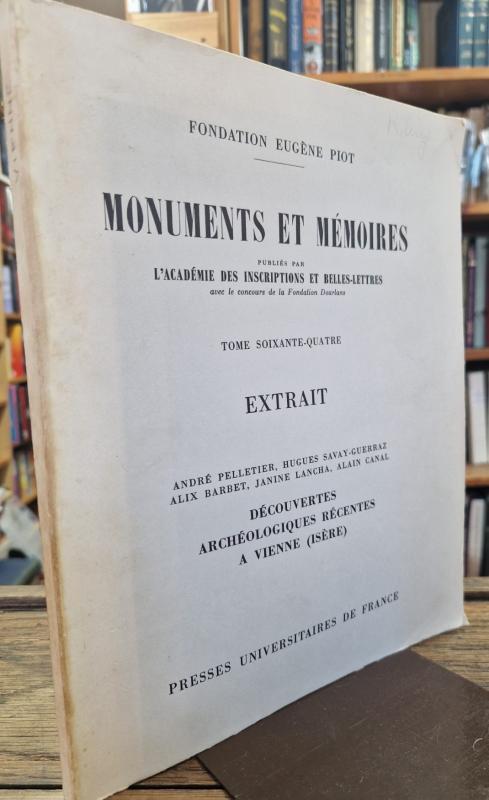 FONDATION EUGÈNE PIOT
MONUMENTS ET MÉMOIRES
PUBLIÉS PAR
L'ACADÉMIE DES INSCRIPTIONS ET BELLES-LETTRES
avec le concours de la Fondation Dourlans
TOME SOIXANTE-QUATRE
EXTRAIT
ANDRÉ PELLETIER, HUGUES SAVAY-GUERRAZ
ALIX BARBET, JANINE LANCHA, ALAIN CANAL
DÉCOUVERTES
ARCHÉOLOGIQUES RÉCENTES
A VIENNE (ISÈRE)
PRESSES UNIVERSITAIRES DE FRANCE